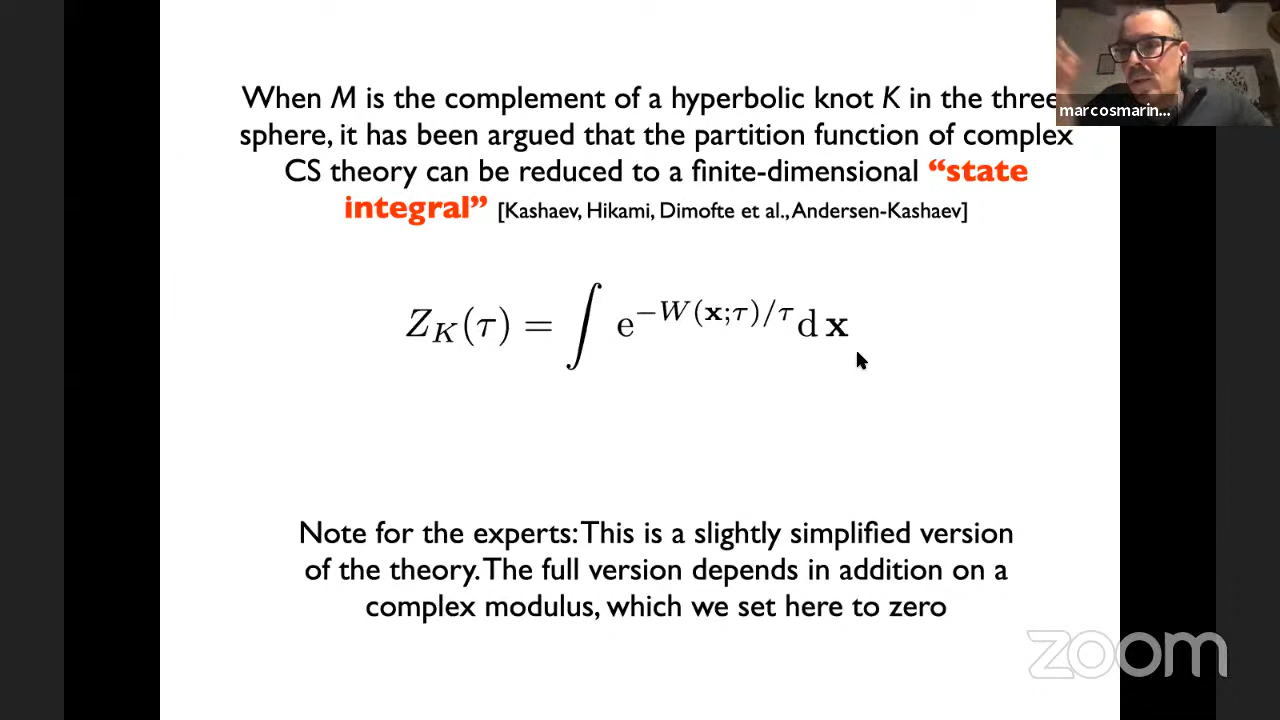 When M is the complement of a hyperbolic knot K in the three
sphere, it has been argued that the partition function of complex
CS theory can be reduced to a finite-dimensional “state
integral” [Kashaev, Hikami, Dimofte et al., Andersen-Kashaev]
Z_K(τ) = ∫ e^{−W(x;τ)/τ} d x
Note for the experts: This is a slightly simplified version
of the theory. The full version depends in addition on a
complex modulus, which we set here to zero
marcosmarin...
zoom